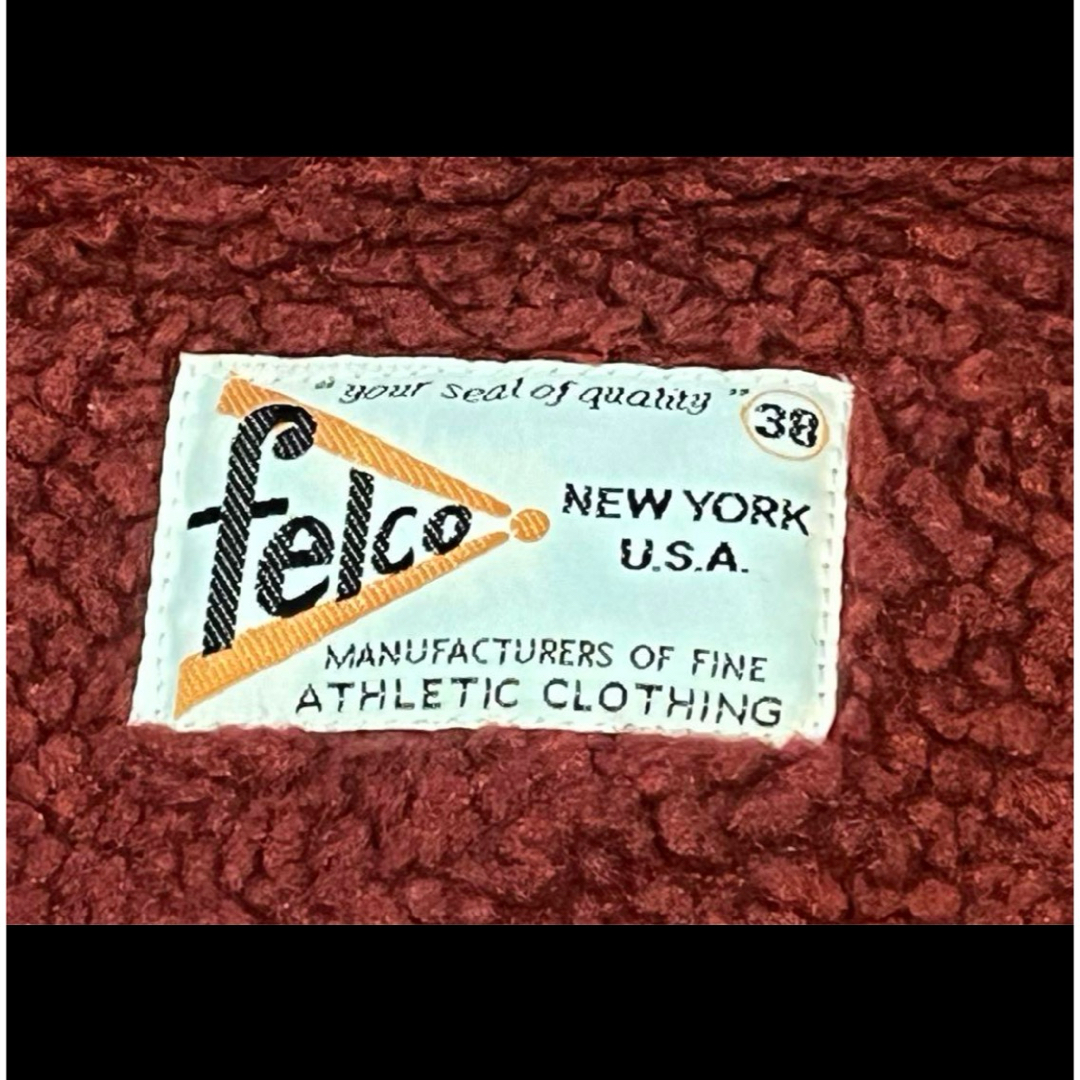 " your seal of quality "
38
felco
NEW YORK
U.S.A.
MANUFACTURERS OF FINE
ATHLETIC CLOTHING